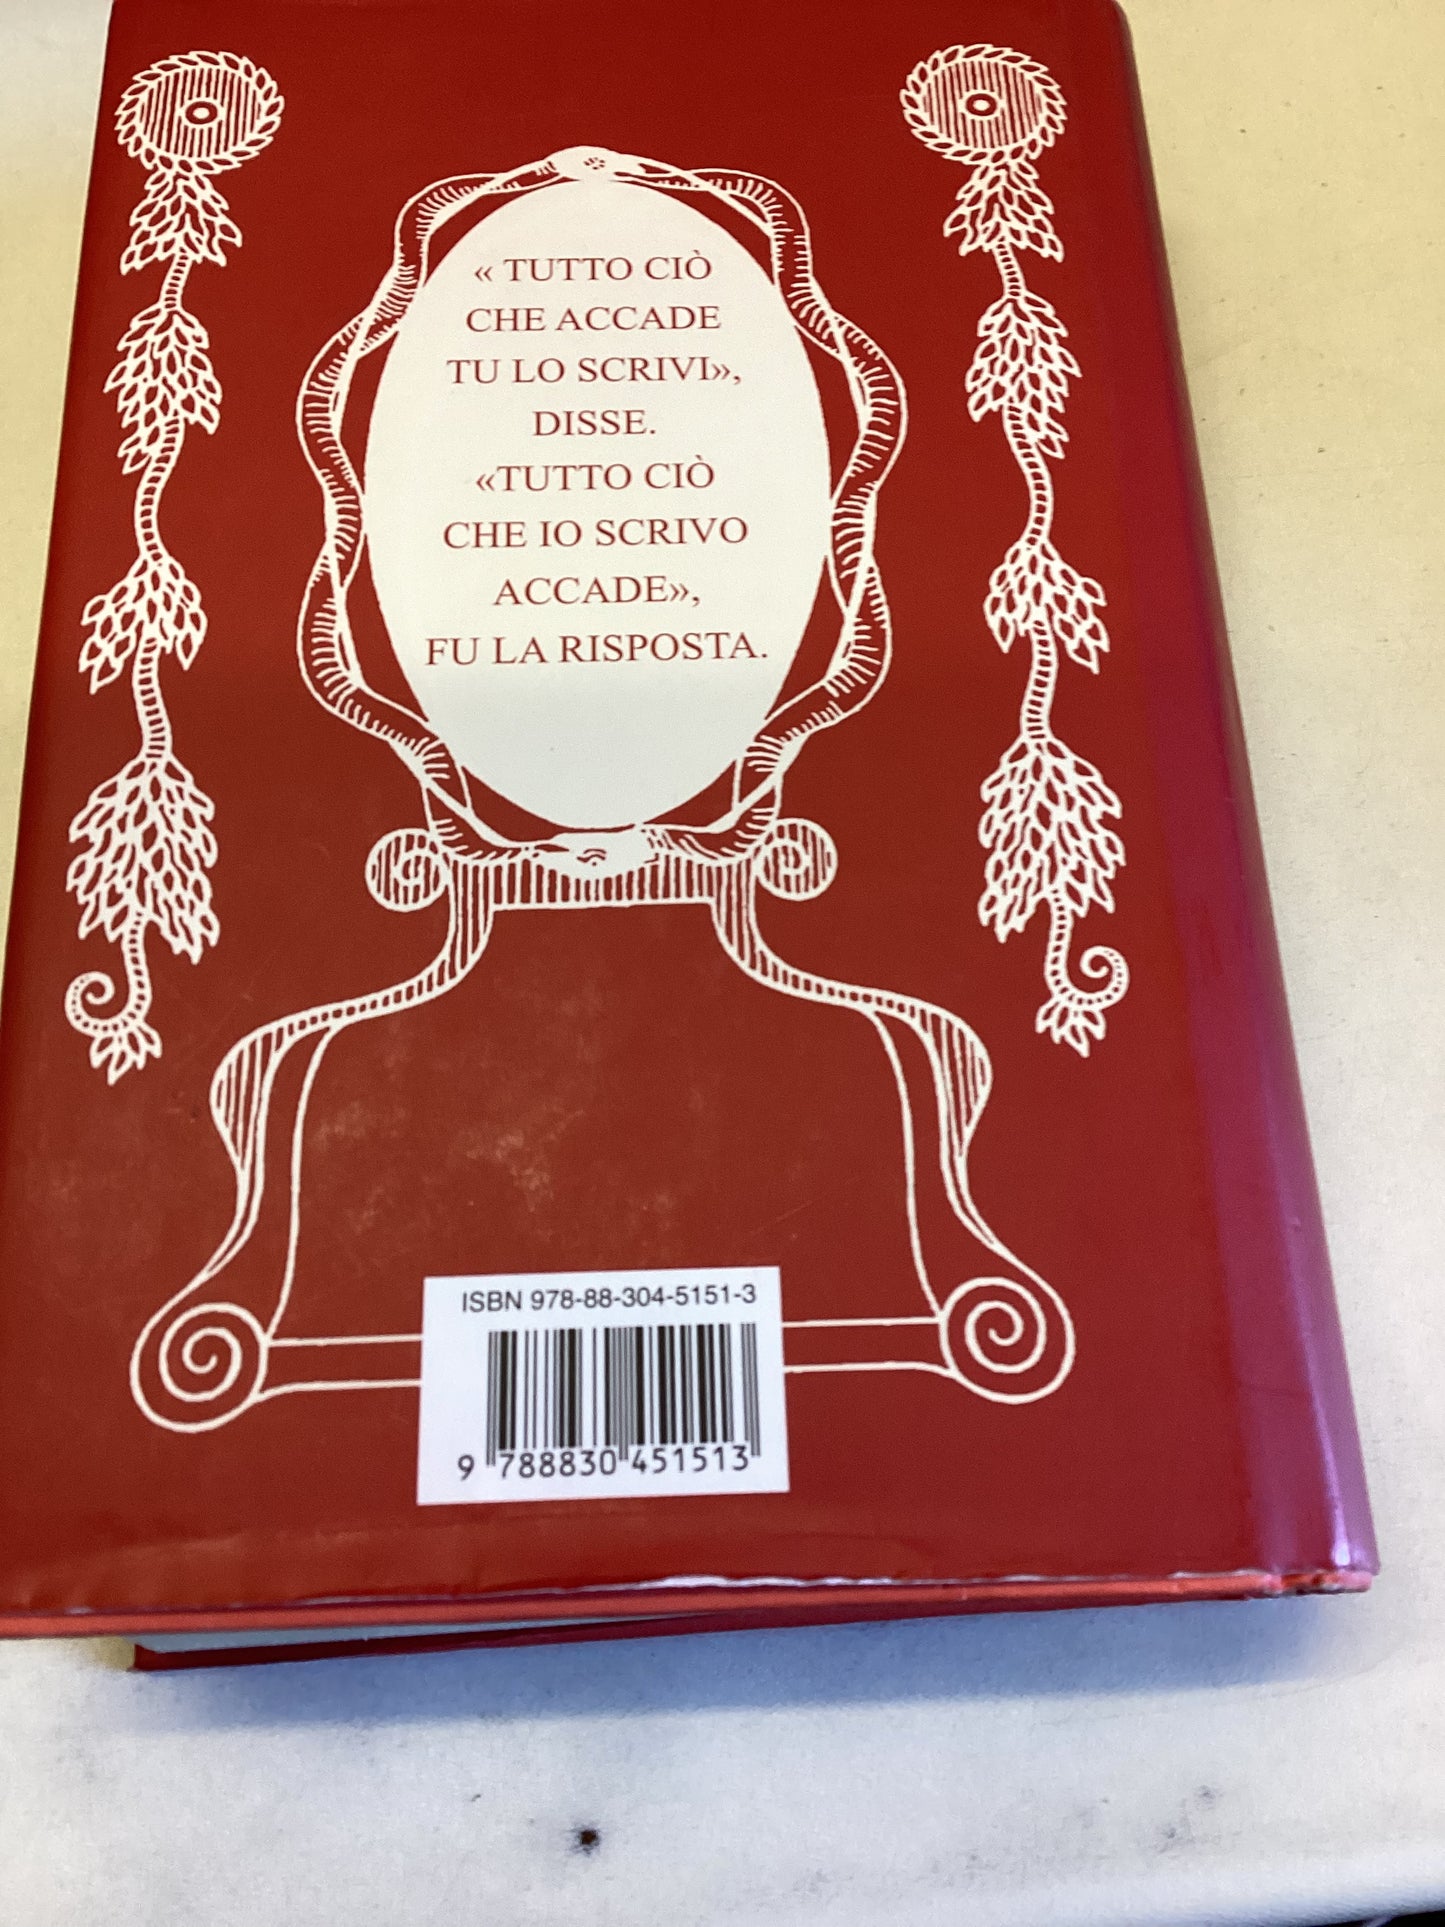 « TUTTO CIÒ
CHE ACCADE
TU LO SCRIVI»,
DISSE.
«TUTTO CIÒ
CHE IO SCRIVO
ACCADE»,
FU LA RISPOSTA.
ISBN 978-88-304-5151-3
9 788830 451513